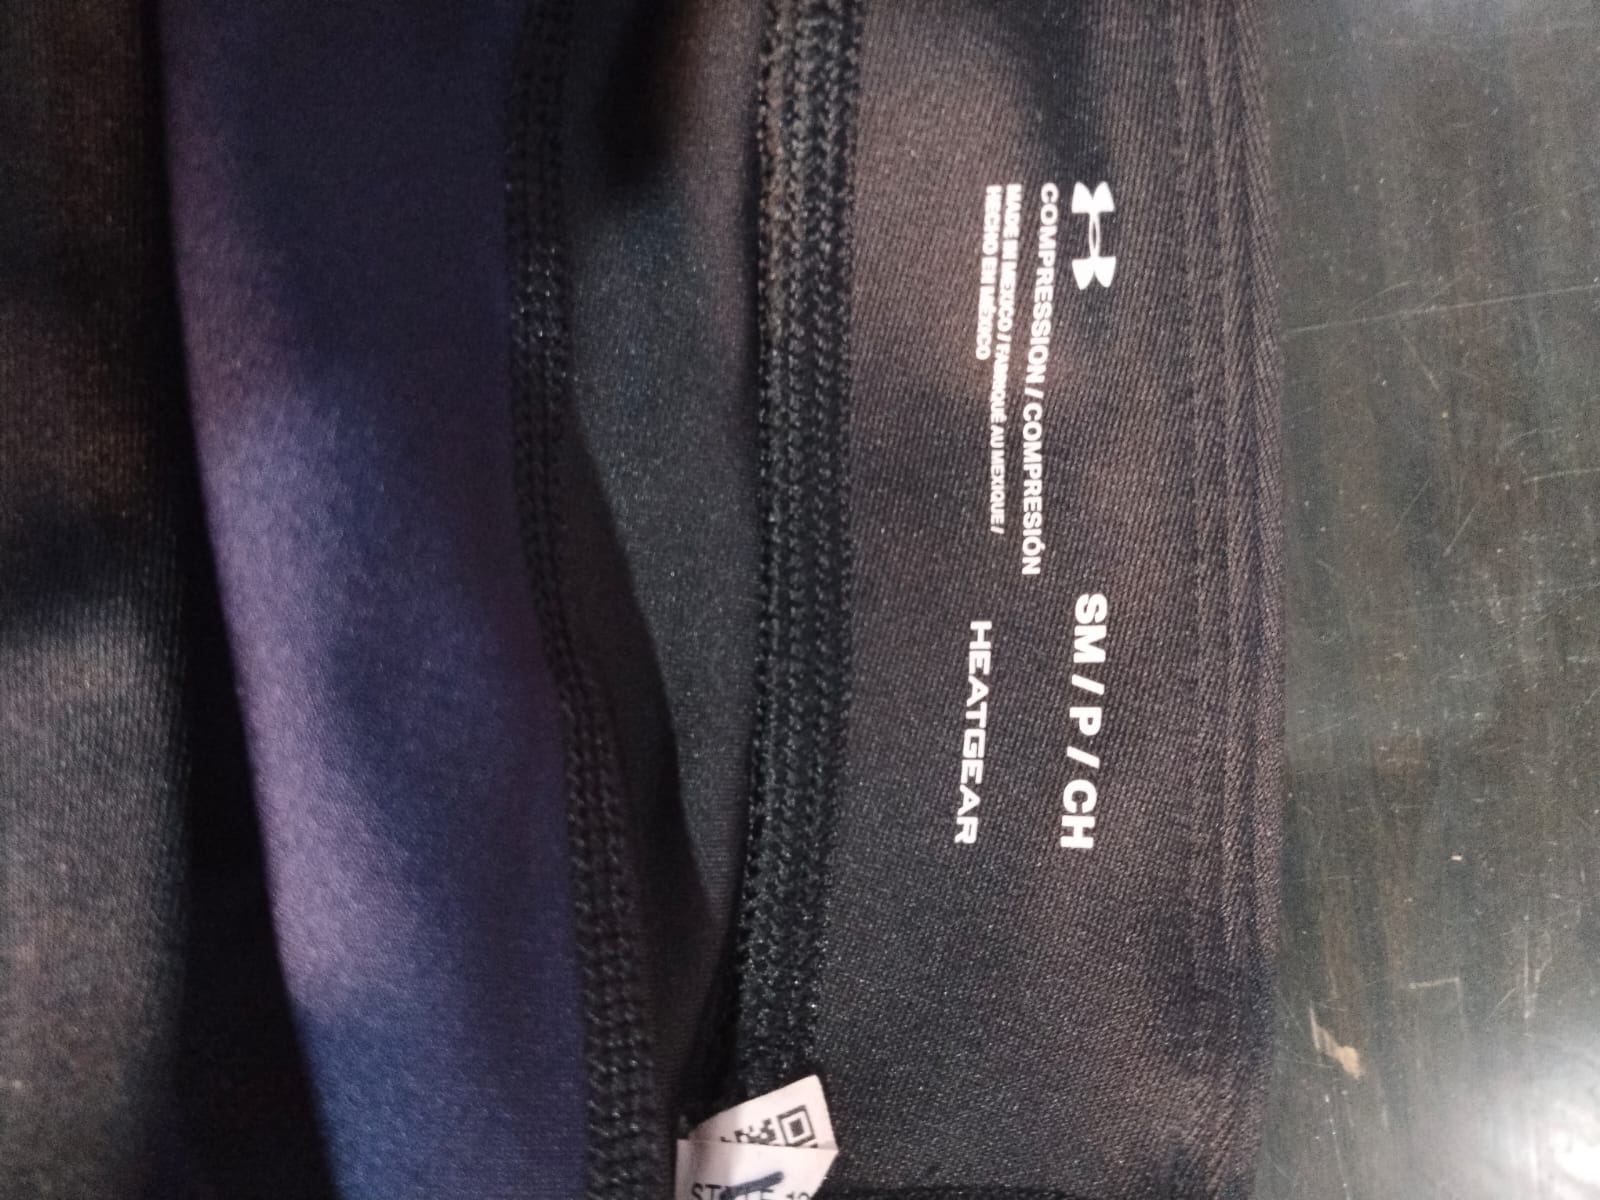 SM / P / CH
COMPRESSION / COMPRESIÓN
MADE IN MEXICO / FABRIQUÉ AU MEXIQUE /
HECHO EN MÉXICO
HEATGEAR